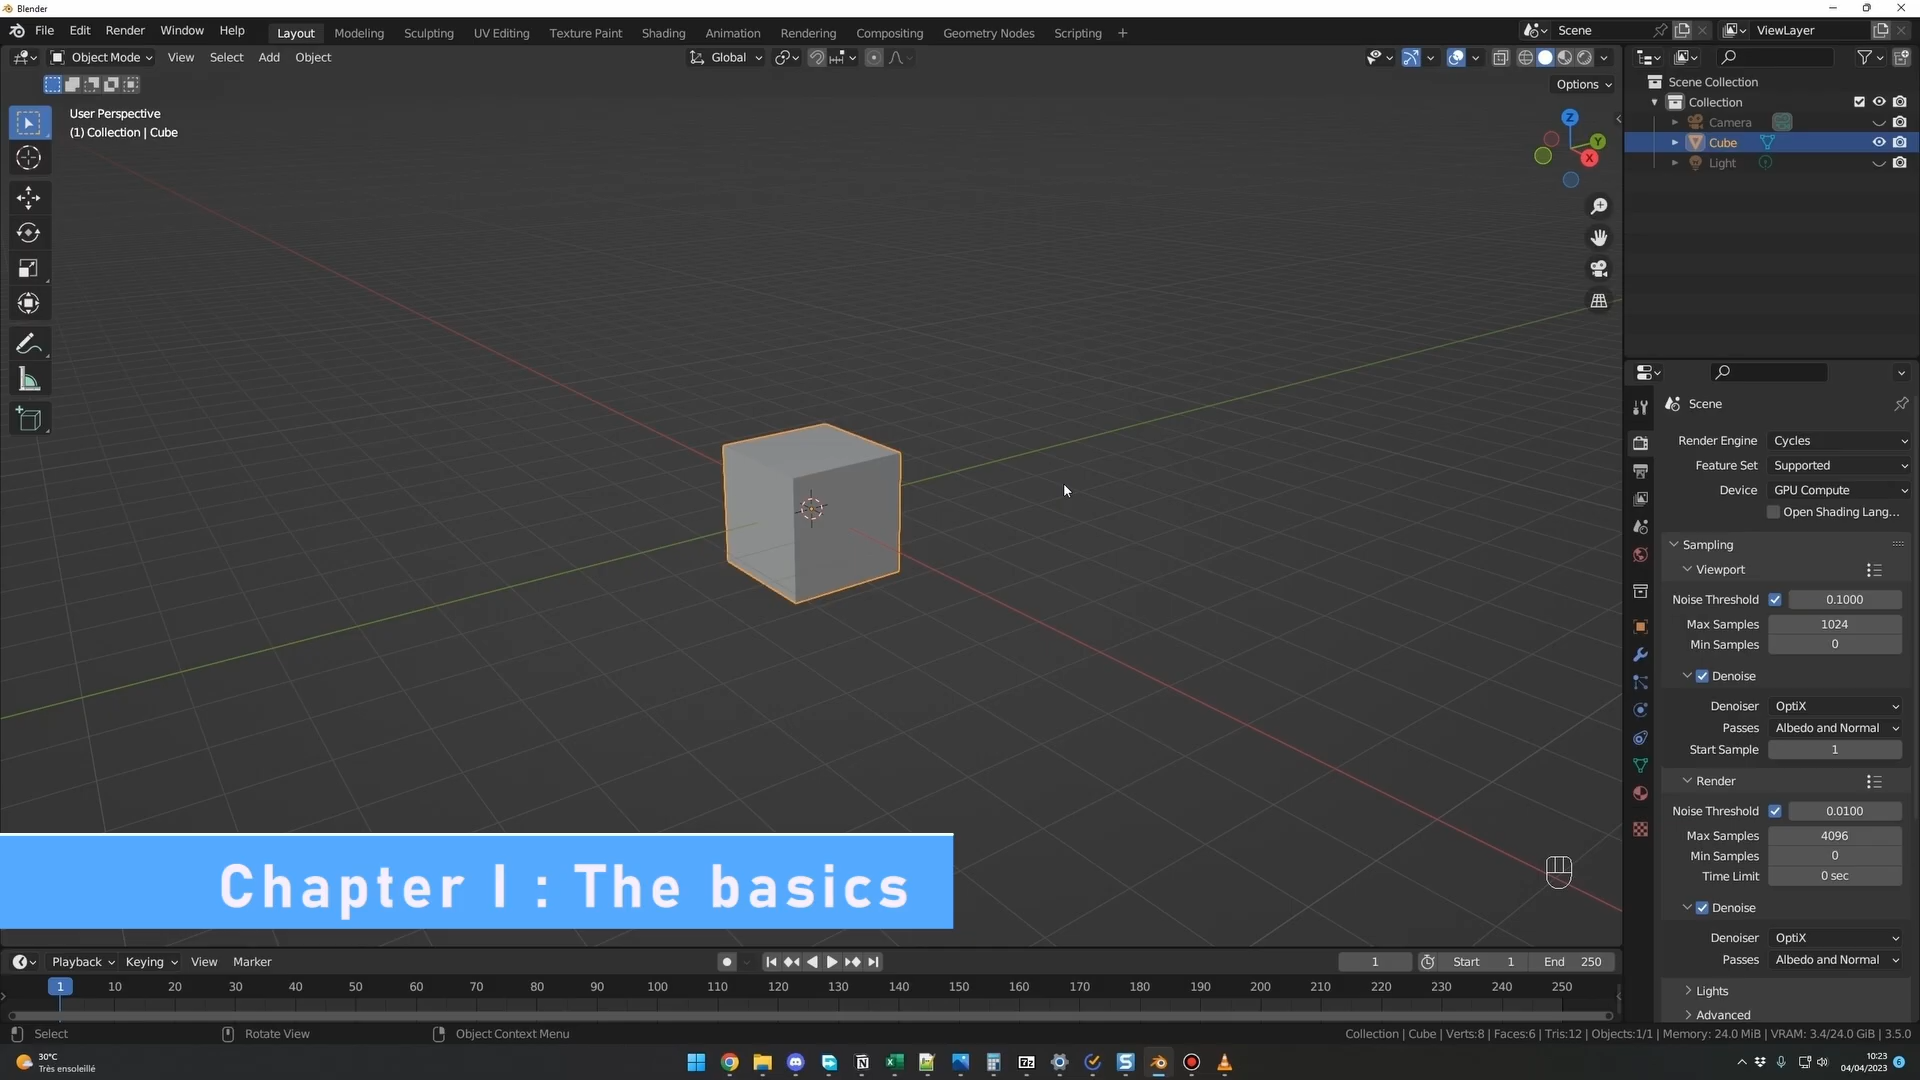 Blender
File Edit Render Window Help Layout Modeling Sculpting UV Editing Texture Paint Shading Animation Rendering Compositing Geometry Nodes Scripting + Scene ViewLayer
Object Mode View Select Add Object Global
Options
User Perspective
(1) Collection | Cube
Z
Y
X
Scene Collection
Collection
Camera
Cube
Light
Scene
Render Engine Cycles
Feature Set Supported
Device GPU Compute
Open Shading Lang...
Sampling
Viewport
Noise Threshold 0.1000
Max Samples 1024
Min Samples 0
Denoise
Denoiser OptiX
Passes Albedo and Normal
Start Sample 1
Render
Noise Threshold 0.0100
Max Samples 4096
Min Samples 0
Time Limit 0 sec
Denoise
Denoiser OptiX
Passes Albedo and Normal
Lights
Advanced
Chapter I : The basics
Playback Keying View Marker 1 Start 1 End 250
1 10 20 30 40 50 60 70 80 90 100 110 120 130 140 150 160 170 180 190 200 210 220 230 240 250
Select Rotate View Object Context Menu Collection | Cube | Verts:8 | Faces:6 | Tris:12 | Objects:1/1 | Memory: 24.0 MiB | VRAM: 3.4/24.0 GiB | 3.5.0
30°C
Très ensoleillé
10:23
04/04/2023
6